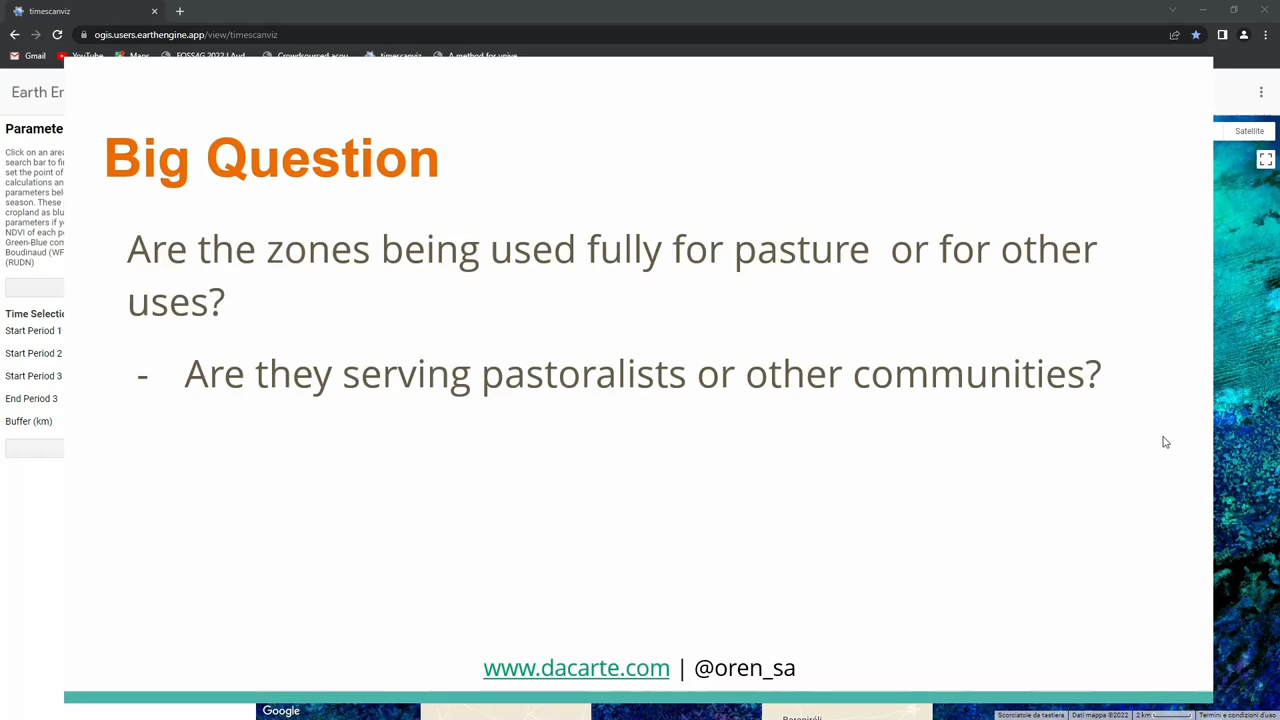 timescanviz
ogis.users.earthengine.app/view/timescanviz
Gmail
YouTube
Maps
FOSS4G 2022 | Aud
Crowdsourced acou
timescanviz
A method for unive
Earth En
Satellite
Paramete
Click on an area
search bar to fi
set the point of
calculations an
parameters bel
season. These
cropland as blu
parameters if y
NDVI of each p
Green-Blue com
Boudinaud (WF
(RUDN)
Time Selectio
Start Period 1
Start Period 2
Start Period 3
End Period 3
Buffer (km)
Big Question
Are the zones being used fully for pasture or for other
uses?
- Are they serving pastoralists or other communities?
www.dacarte.com | @oren_sa
Google
Scorciatoie da tastiera
Dati mappa ©2022
2 km
Termini e condizioni d'uso